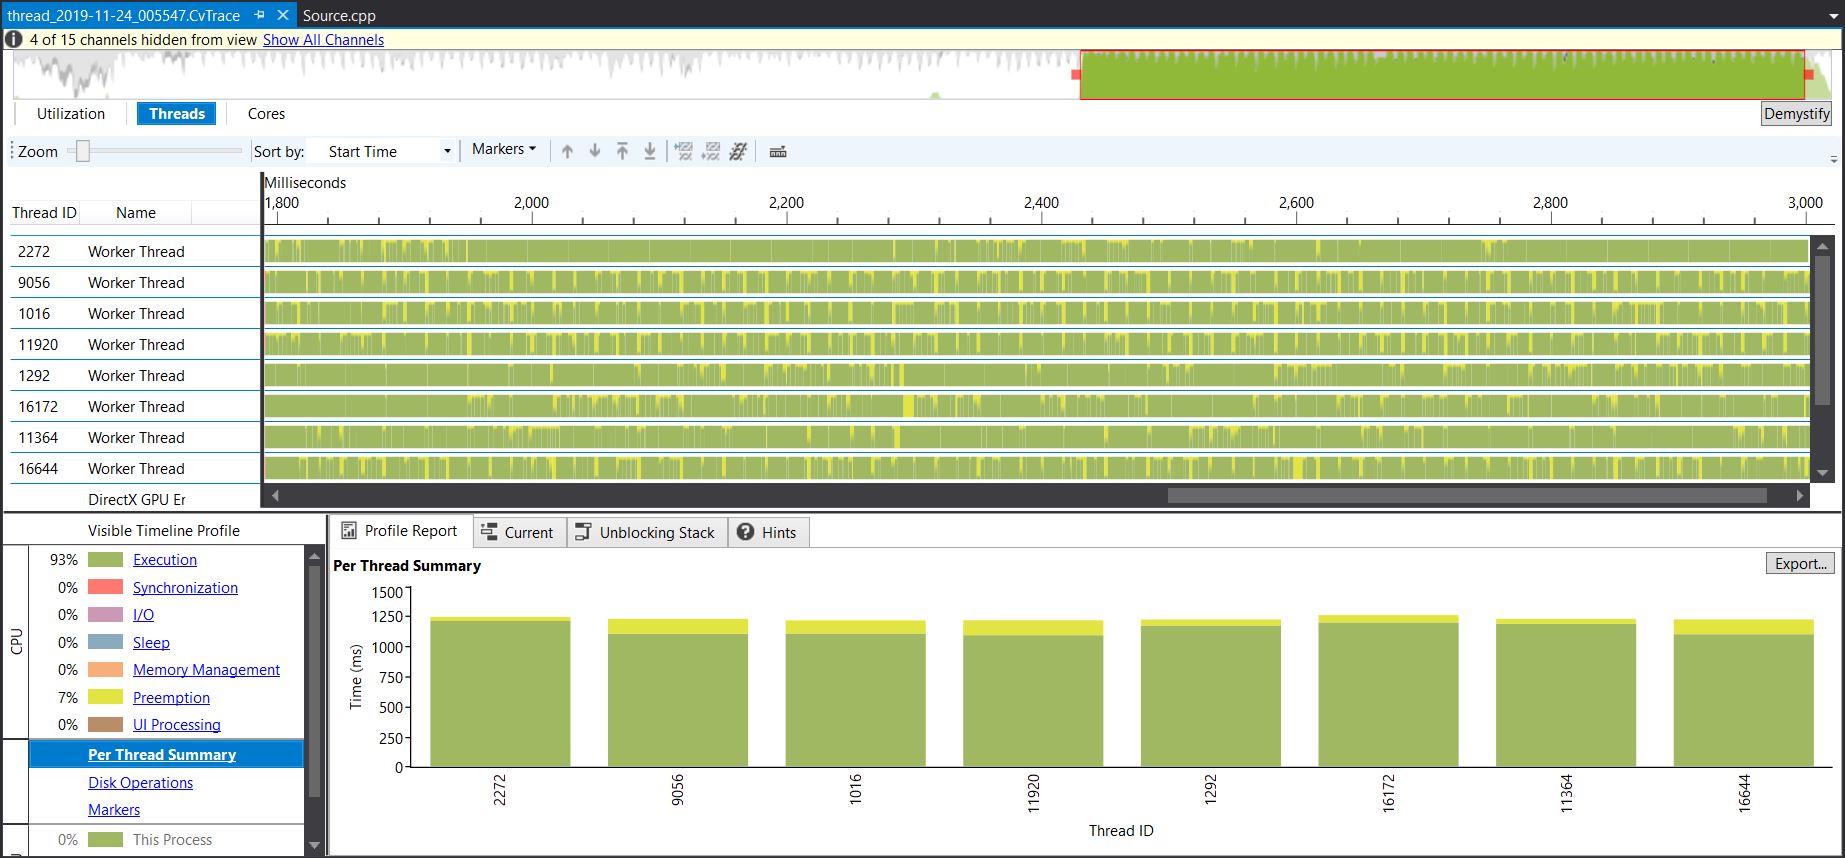 thread_2019-11-24_005547.CvTrace Source.cpp
4 of 15 channels hidden from view Show All Channels
Utilization Threads Cores Demystify
Zoom Sort by: Start Time Markers
Milliseconds
Thread ID Name 1,800 2,000 2,200 2,400 2,600 2,800 3,000
2272 Worker Thread
9056 Worker Thread
1016 Worker Thread
11920 Worker Thread
1292 Worker Thread
16172 Worker Thread
11364 Worker Thread
16644 Worker Thread
DirectX GPU Er
Visible Timeline Profile
CPU
93% Execution
0% Synchronization
0% I/O
0% Sleep
0% Memory Management
7% Preemption
0% UI Processing
Per Thread Summary
Disk Operations
Markers
0% This Process
Profile Report Current Unblocking Stack Hints
Per Thread Summary Export...
Time (ms)
1500
1250
1000
750
500
250
0
2272 9056 1016 11920 1292 16172 11364 16644
Thread ID